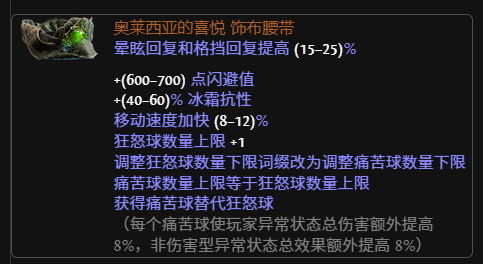 奥莱西亚的喜悦 饰布腰带
晕眩回复和格挡回复提高 (15–25)%
+(600–700) 点闪避值
+(40–60)% 冰霜抗性
移动速度加快 (8–12)%
狂怒球数量上限 +1
调整狂怒球数量下限词缀改为调整痛苦球数量下限
痛苦球数量上限等于狂怒球数量上限
获得痛苦球替代狂怒球
（每个痛苦球使玩家异常状态总伤害额外提高
8%，非伤害型异常状态总效果额外提高 8%）